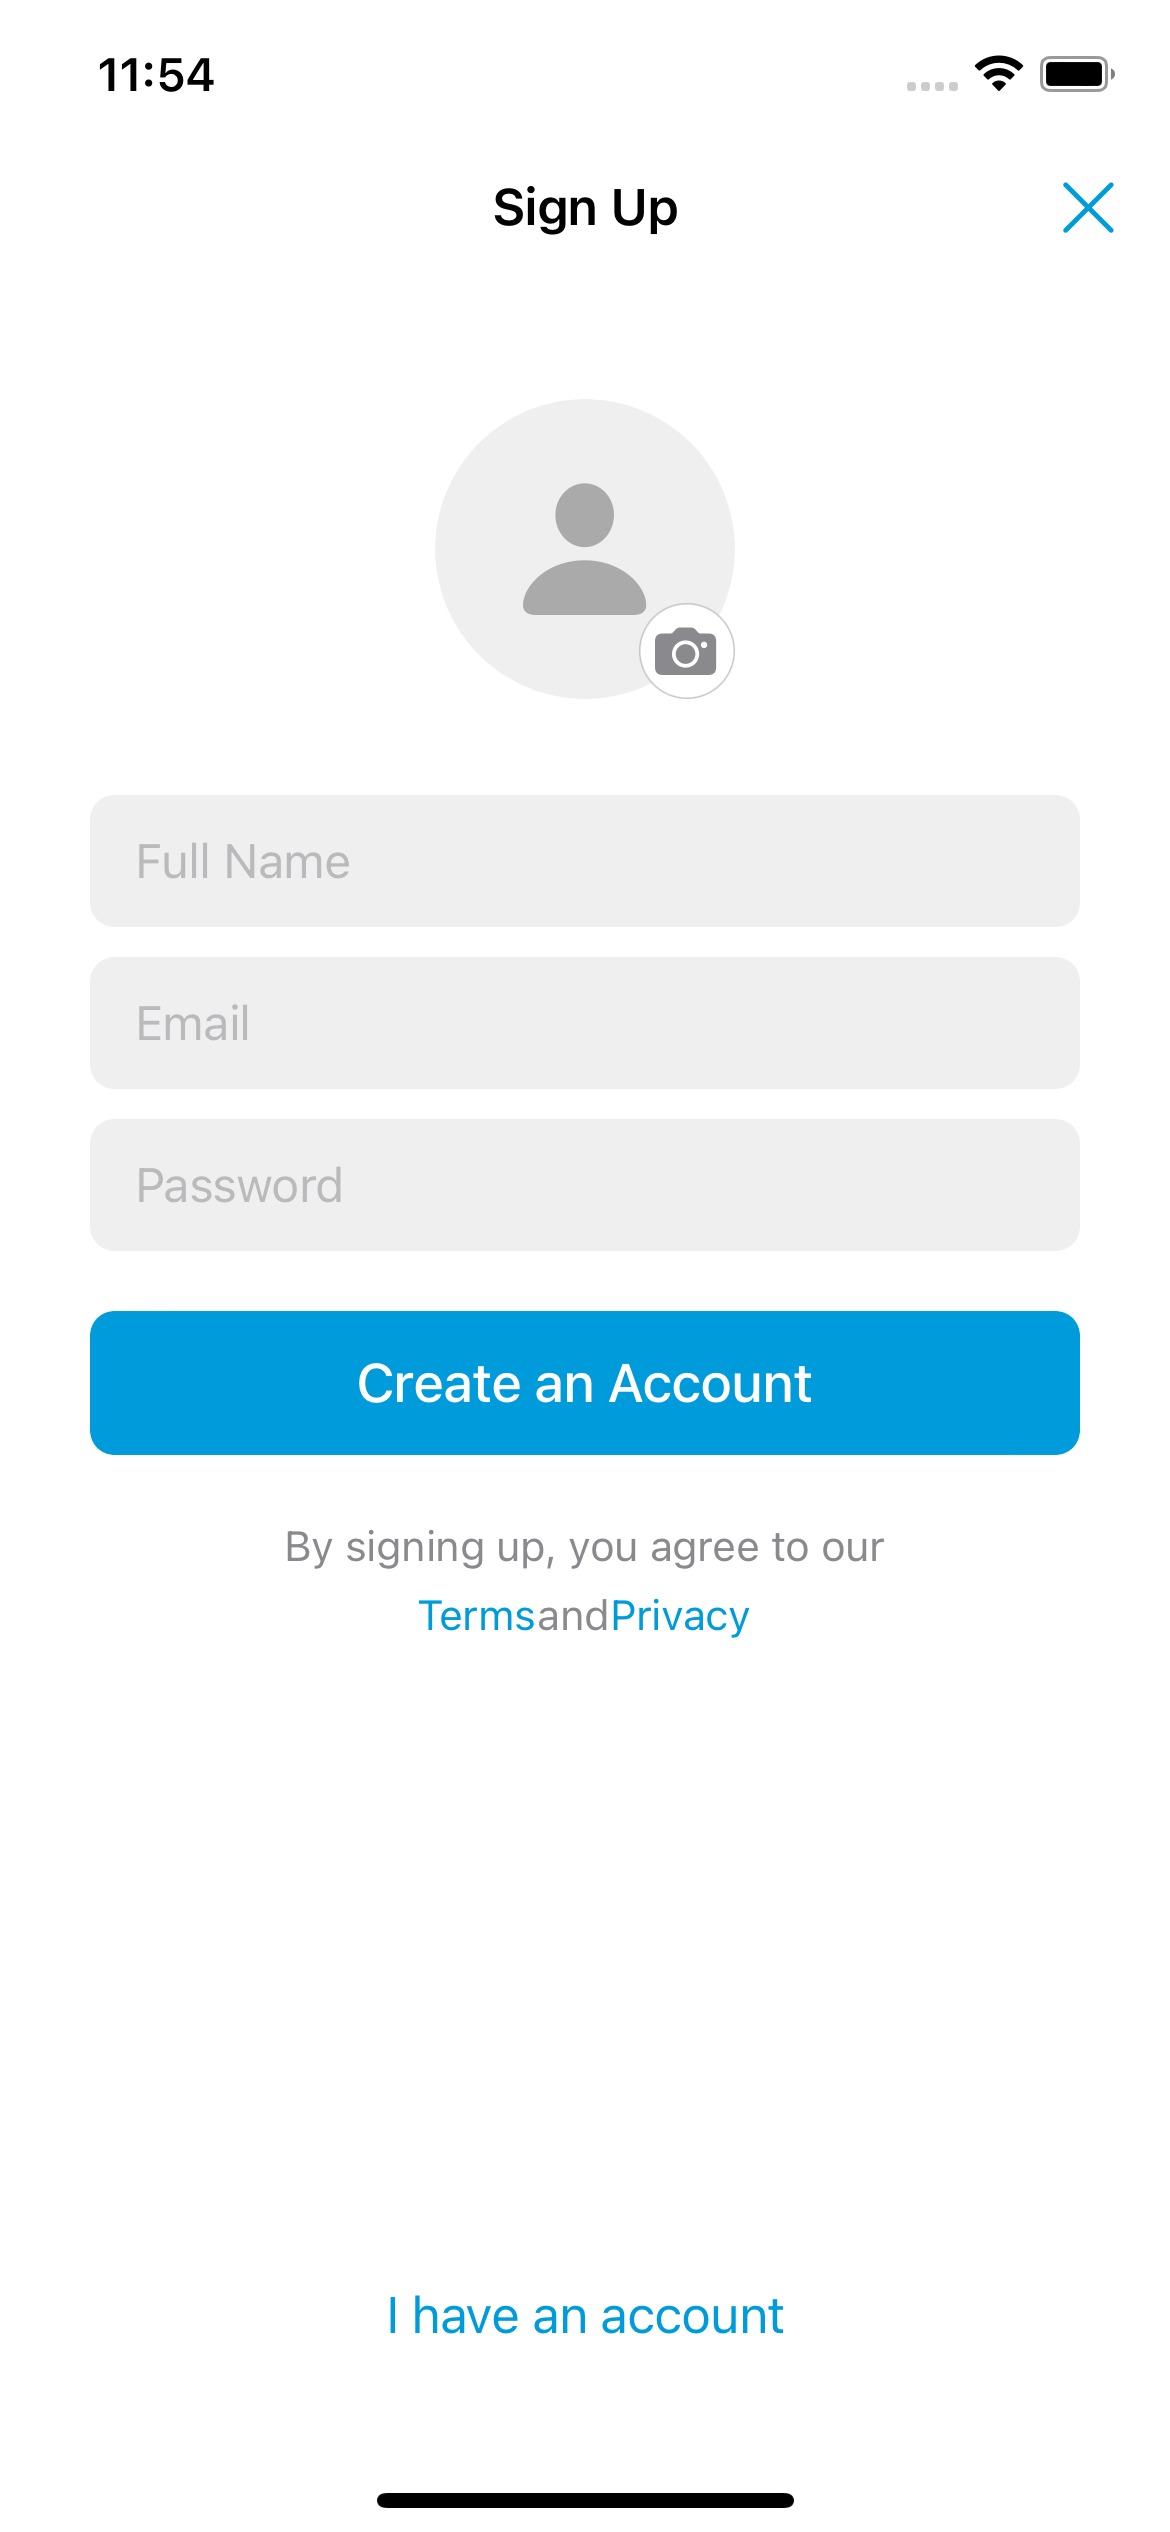 11:54
Sign Up
Full Name
Email
Password
Create an Account
By signing up, you agree to our
TermsandPrivacy
I have an account